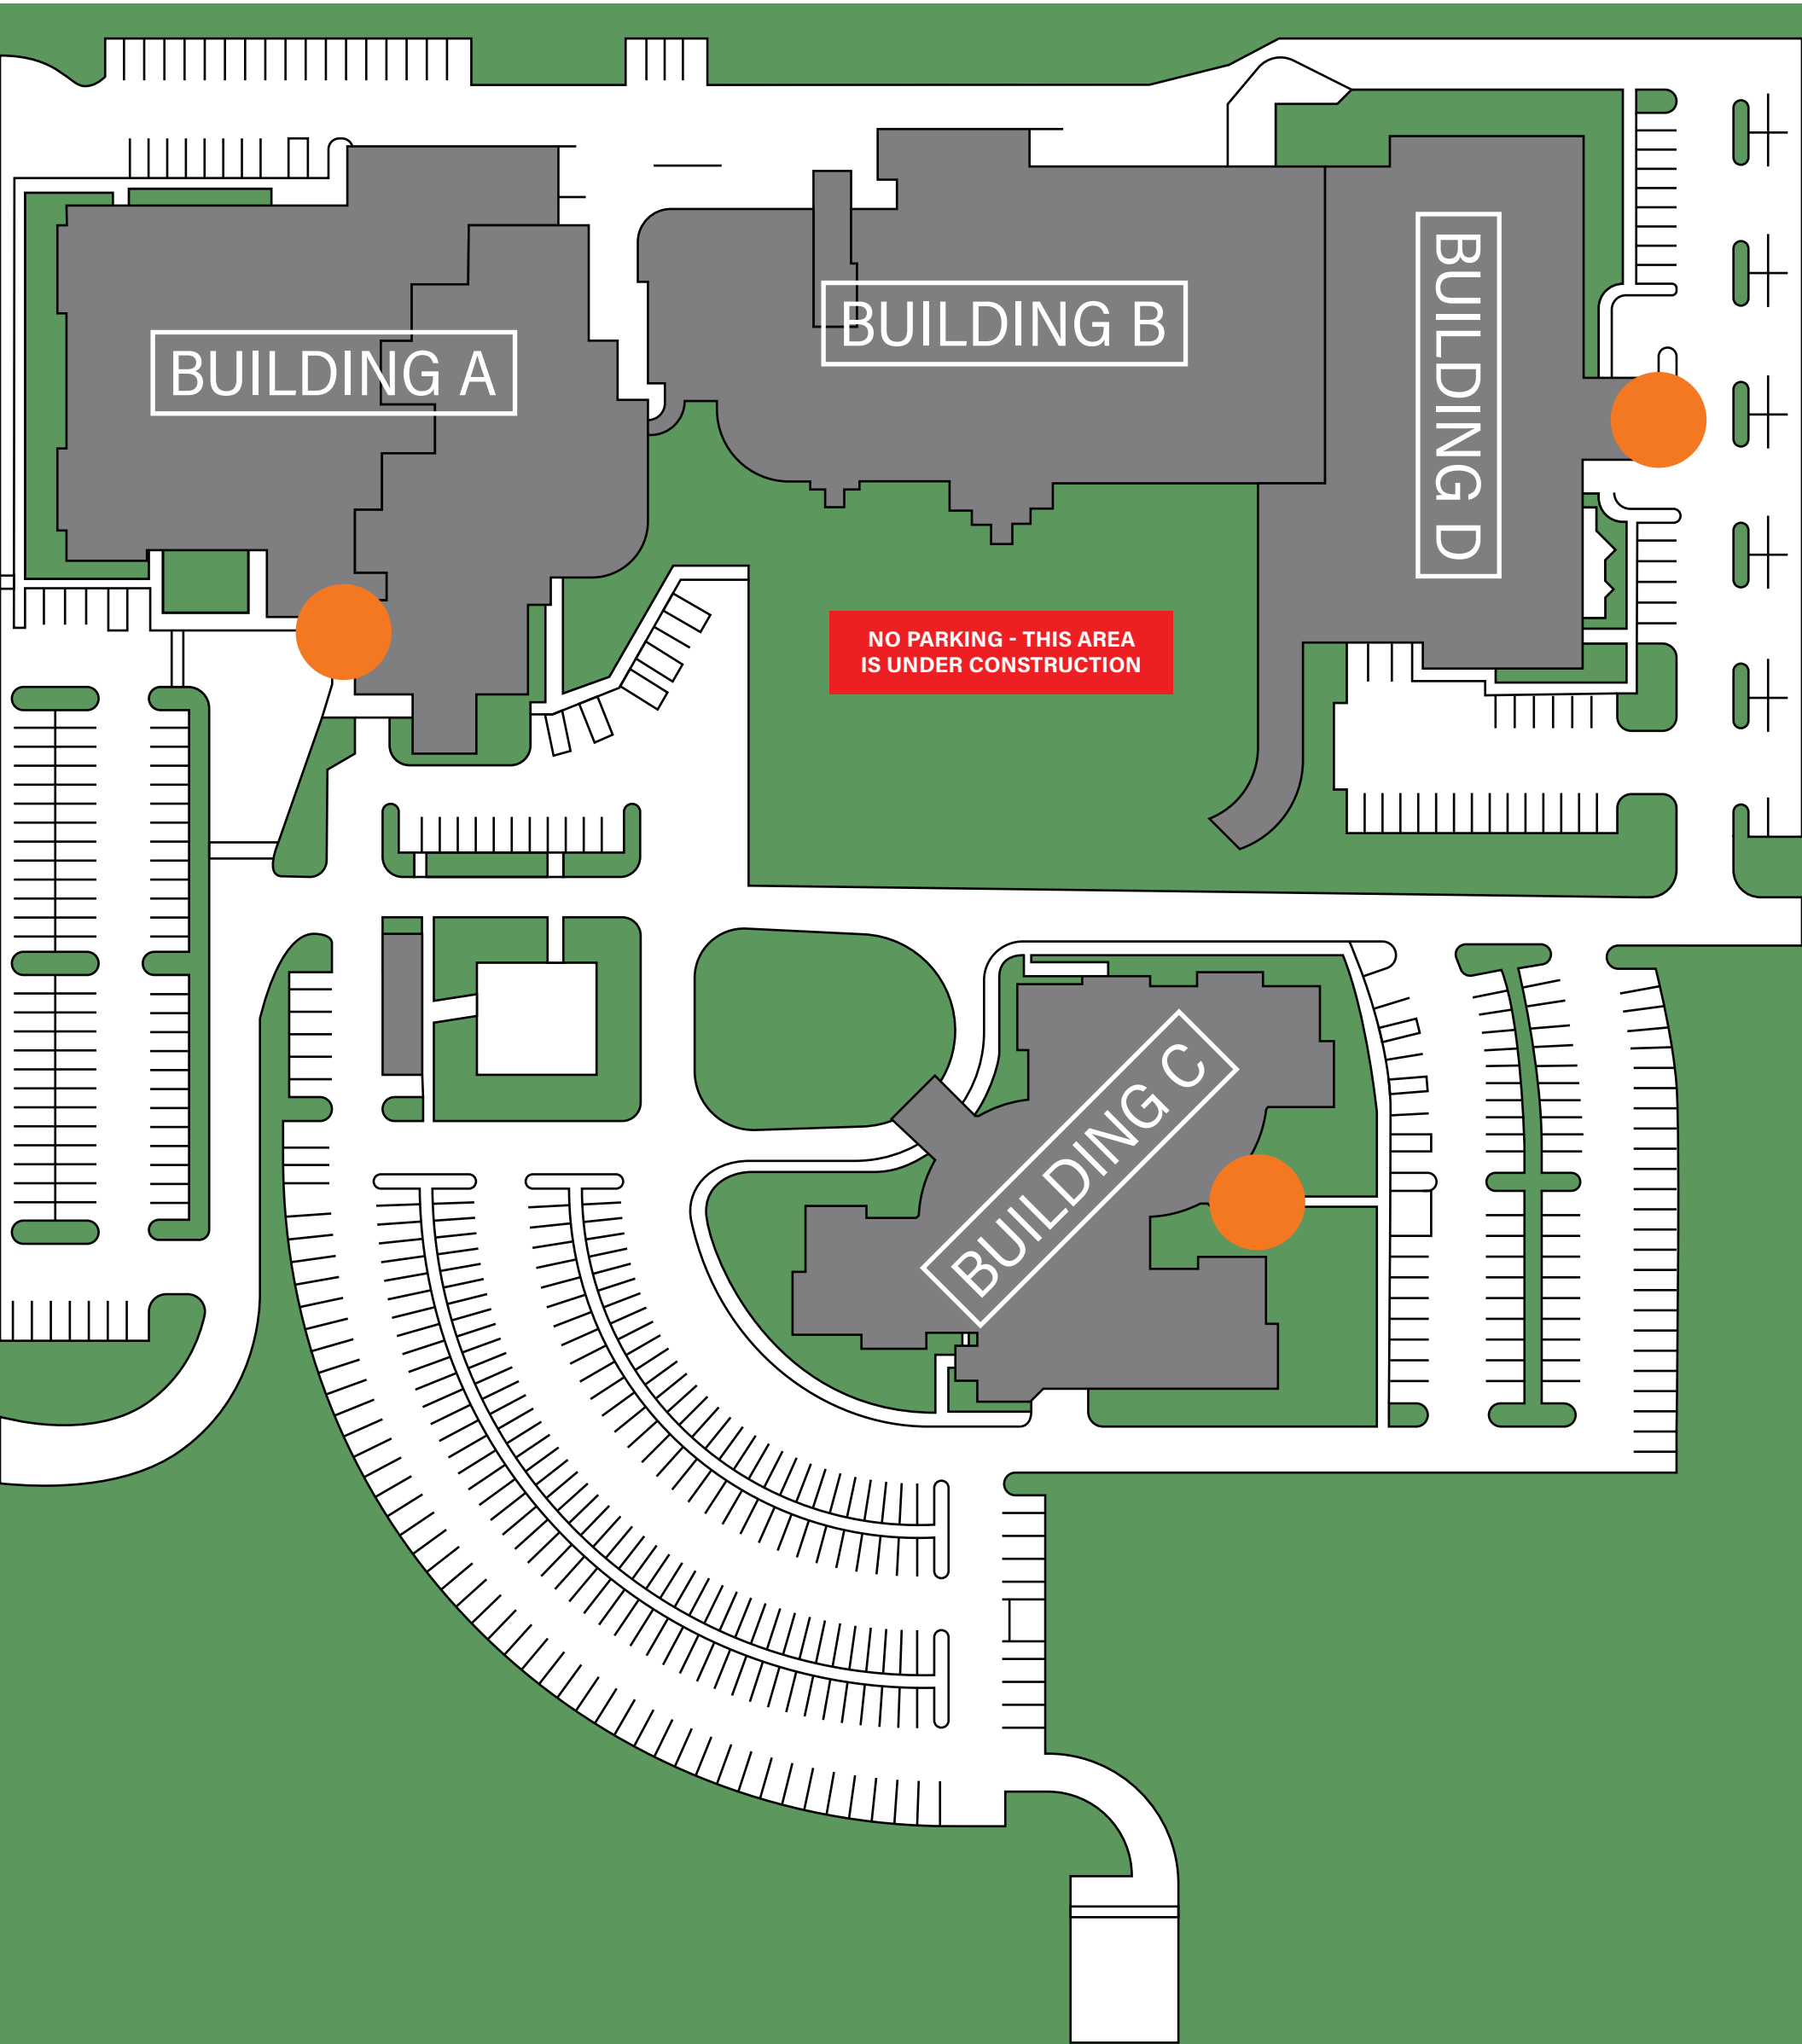 BUILDING A
BUILDING B
BUILDING D
NO PARKING - THIS AREA
IS UNDER CONSTRUCTION
BUILDING C